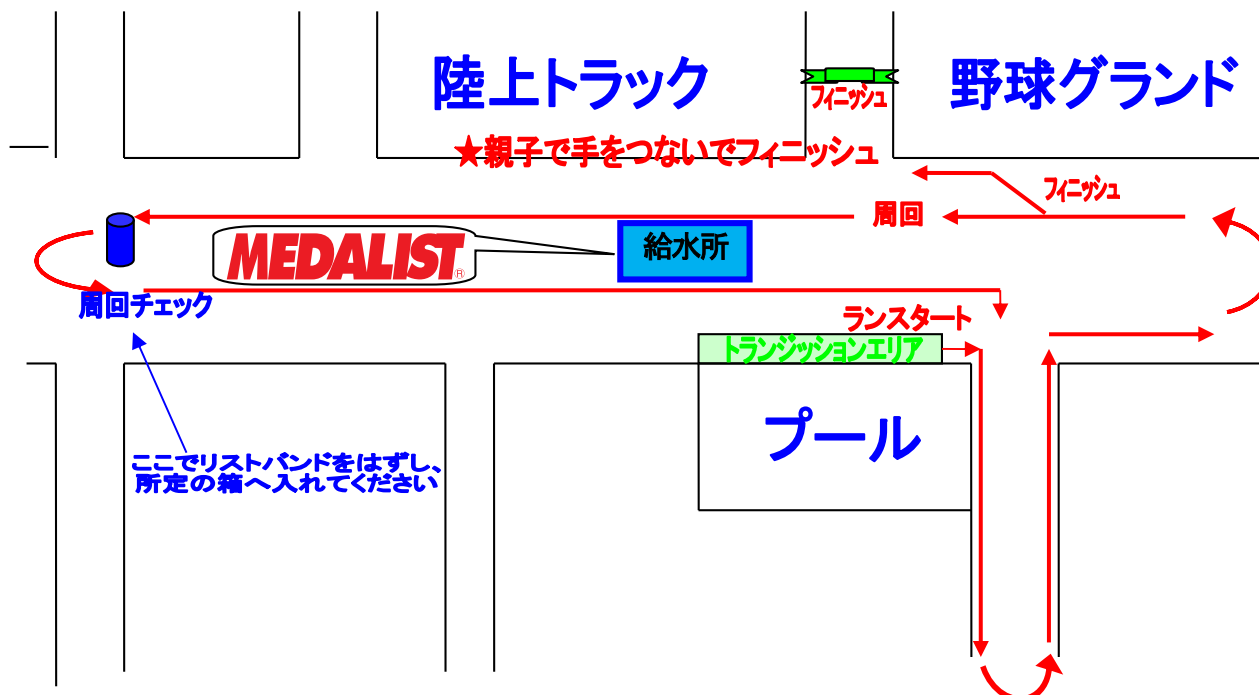 陸上トラック
野球グランド
フィニッシュ
★親子で手をつないでフィニッシュ
フィニッシュ
周回
MEDALIST®
給水所
周回チェック
ランスタート
トランジッションエリア
プール
ここでリストバンドをはずし、
所定の箱へ入れてください